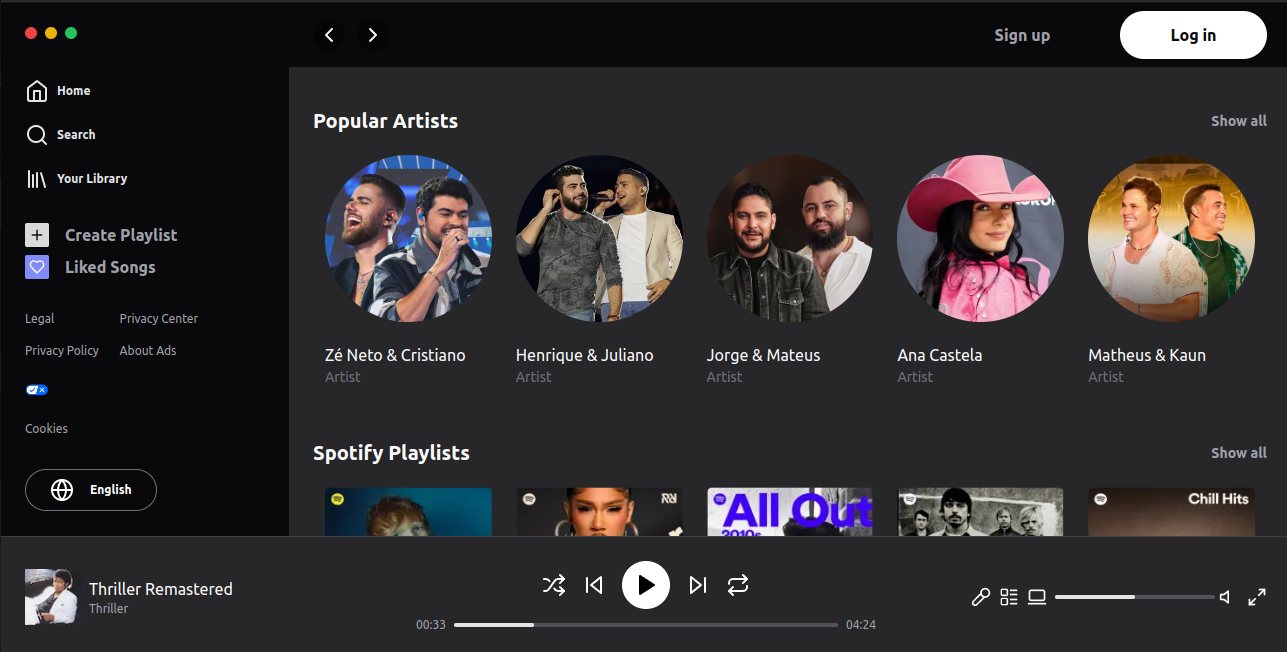 Sign up
Log in
Home
Search
Your Library
Create Playlist
Liked Songs
Legal
Privacy Center
Privacy Policy
About Ads
Cookies
English
Popular Artists
Show all
Zé Neto & Cristiano
Artist
Henrique & Juliano
Artist
Jorge & Mateus
Artist
Ana Castela
Artist
Matheus & Kaun
Artist
Spotify Playlists
Show all
All Out
2010s
Chill Hits
Thriller Remastered
Thriller
00:33
04:24